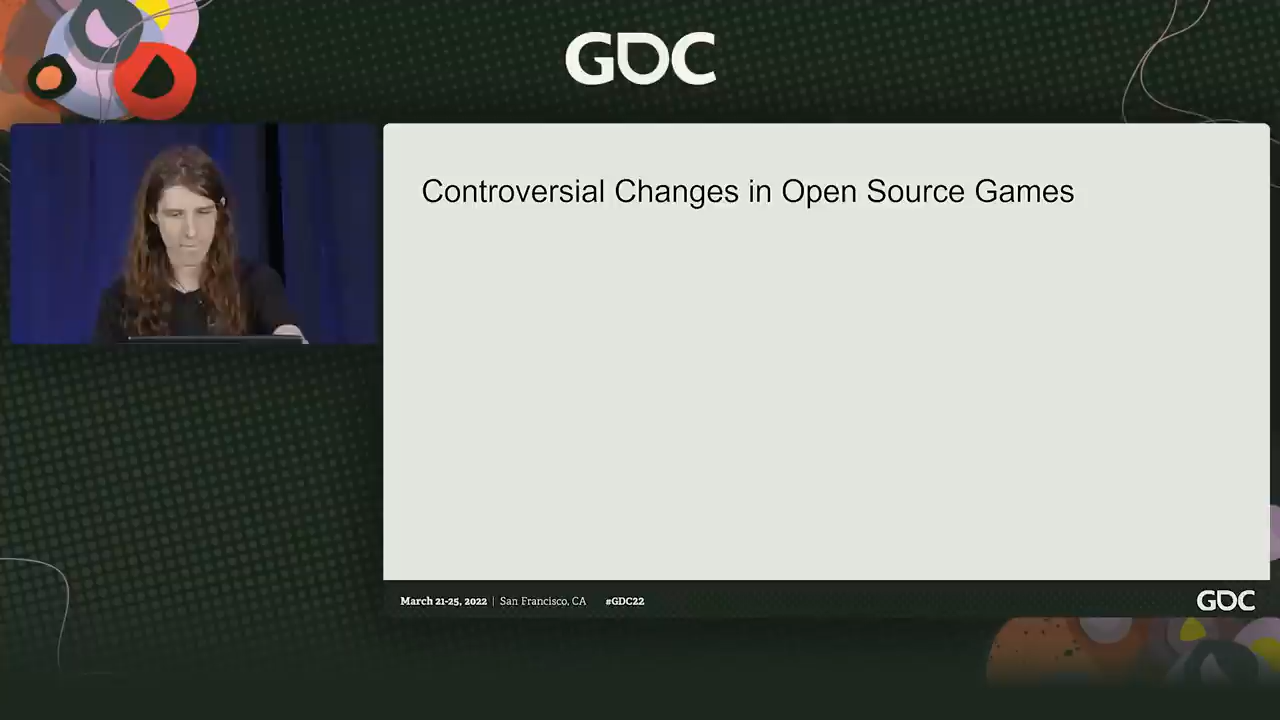 GDC
Controversial Changes in Open Source Games
March 21-25, 2022 | San Francisco, CA #GDC22
GDC